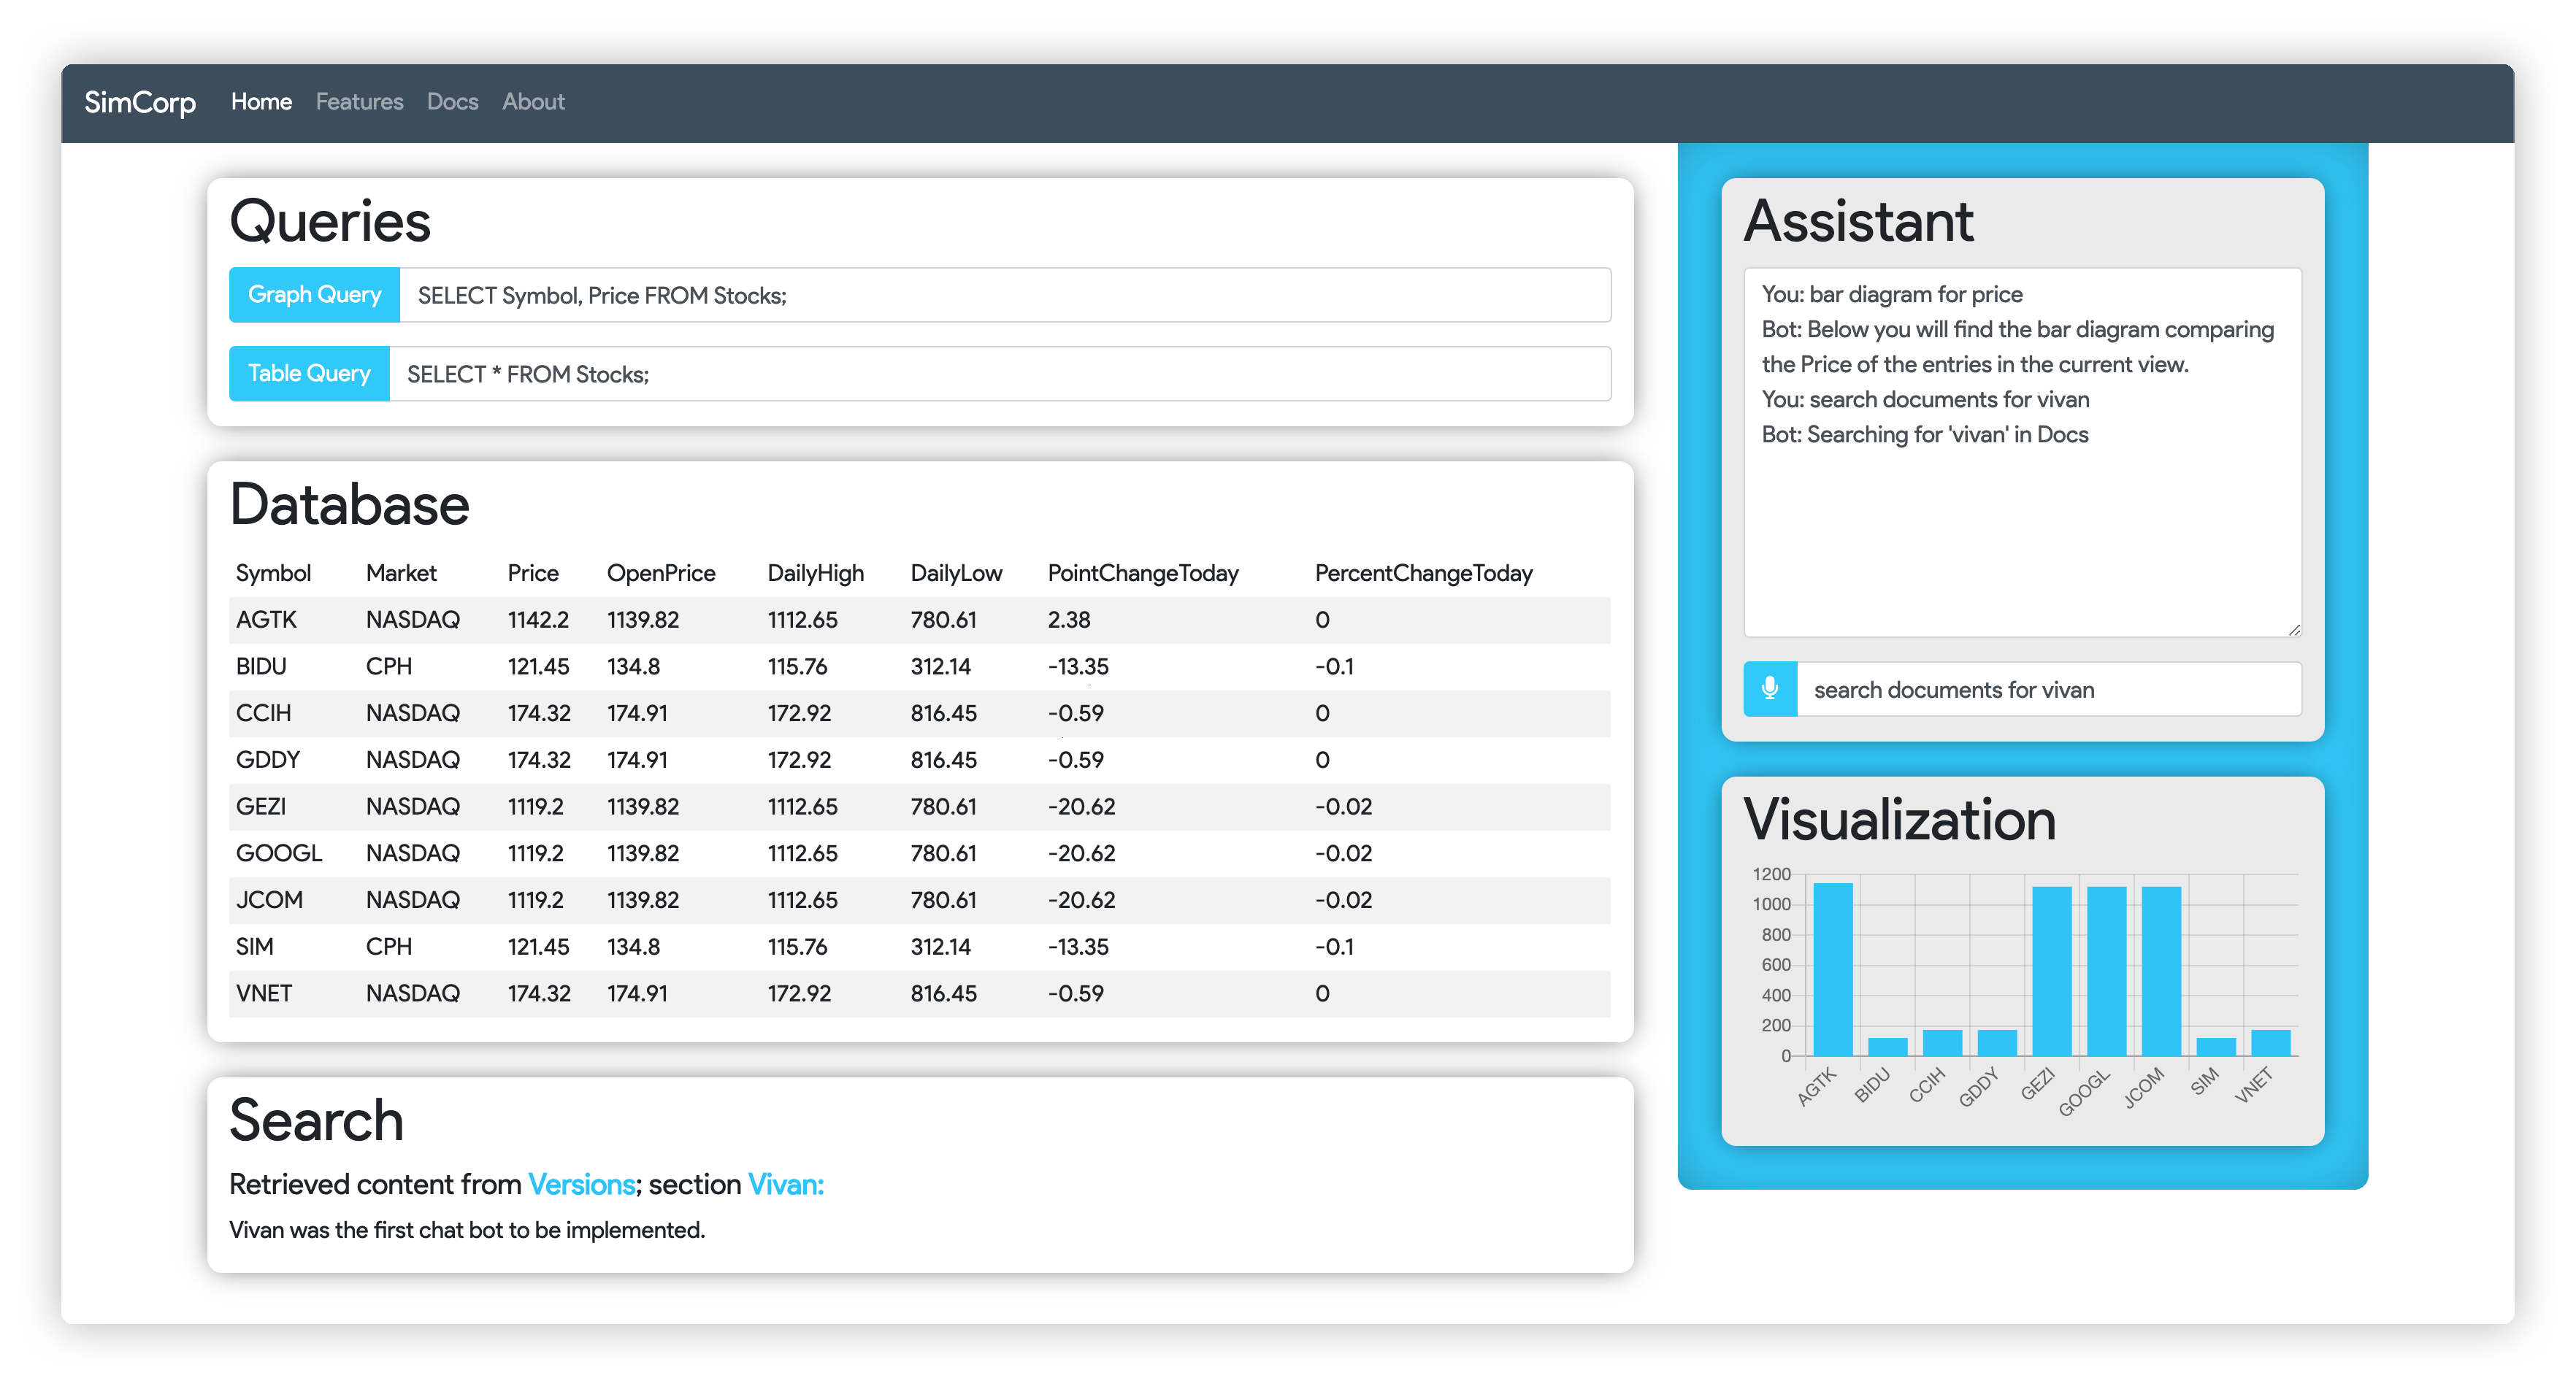 SimCorp Home Features Docs About
Queries
Graph Query SELECT Symbol, Price FROM Stocks;
Table Query SELECT * FROM Stocks;
Database
Symbol Market Price OpenPrice DailyHigh DailyLow PointChangeToday PercentChangeToday
AGTK NASDAQ 1142.2 1139.82 1112.65 780.61 2.38 0
BIDU CPH 121.45 134.8 115.76 312.14 -13.35 -0.1
CCIH NASDAQ 174.32 174.91 172.92 816.45 -0.59 0
GDDY NASDAQ 174.32 174.91 172.92 816.45 -0.59 0
GEZI NASDAQ 1119.2 1139.82 1112.65 780.61 -20.62 -0.02
GOOGL NASDAQ 1119.2 1139.82 1112.65 780.61 -20.62 -0.02
JCOM NASDAQ 1119.2 1139.82 1112.65 780.61 -20.62 -0.02
SIM CPH 121.45 134.8 115.76 312.14 -13.35 -0.1
VNET NASDAQ 174.32 174.91 172.92 816.45 -0.59 0
Search
Retrieved content from Versions; section Vivan:
Vivan was the first chat bot to be implemented.
Assistant
You: bar diagram for price
Bot: Below you will find the bar diagram comparing
the Price of the entries in the current view.
You: search documents for vivan
Bot: Searching for 'vivan' in Docs
search documents for vivan
Visualization
1200
1000
800
600
400
200
0
AGTK BIDU CCIH GDDY GEZI GOOGL JCOM SIM VNET